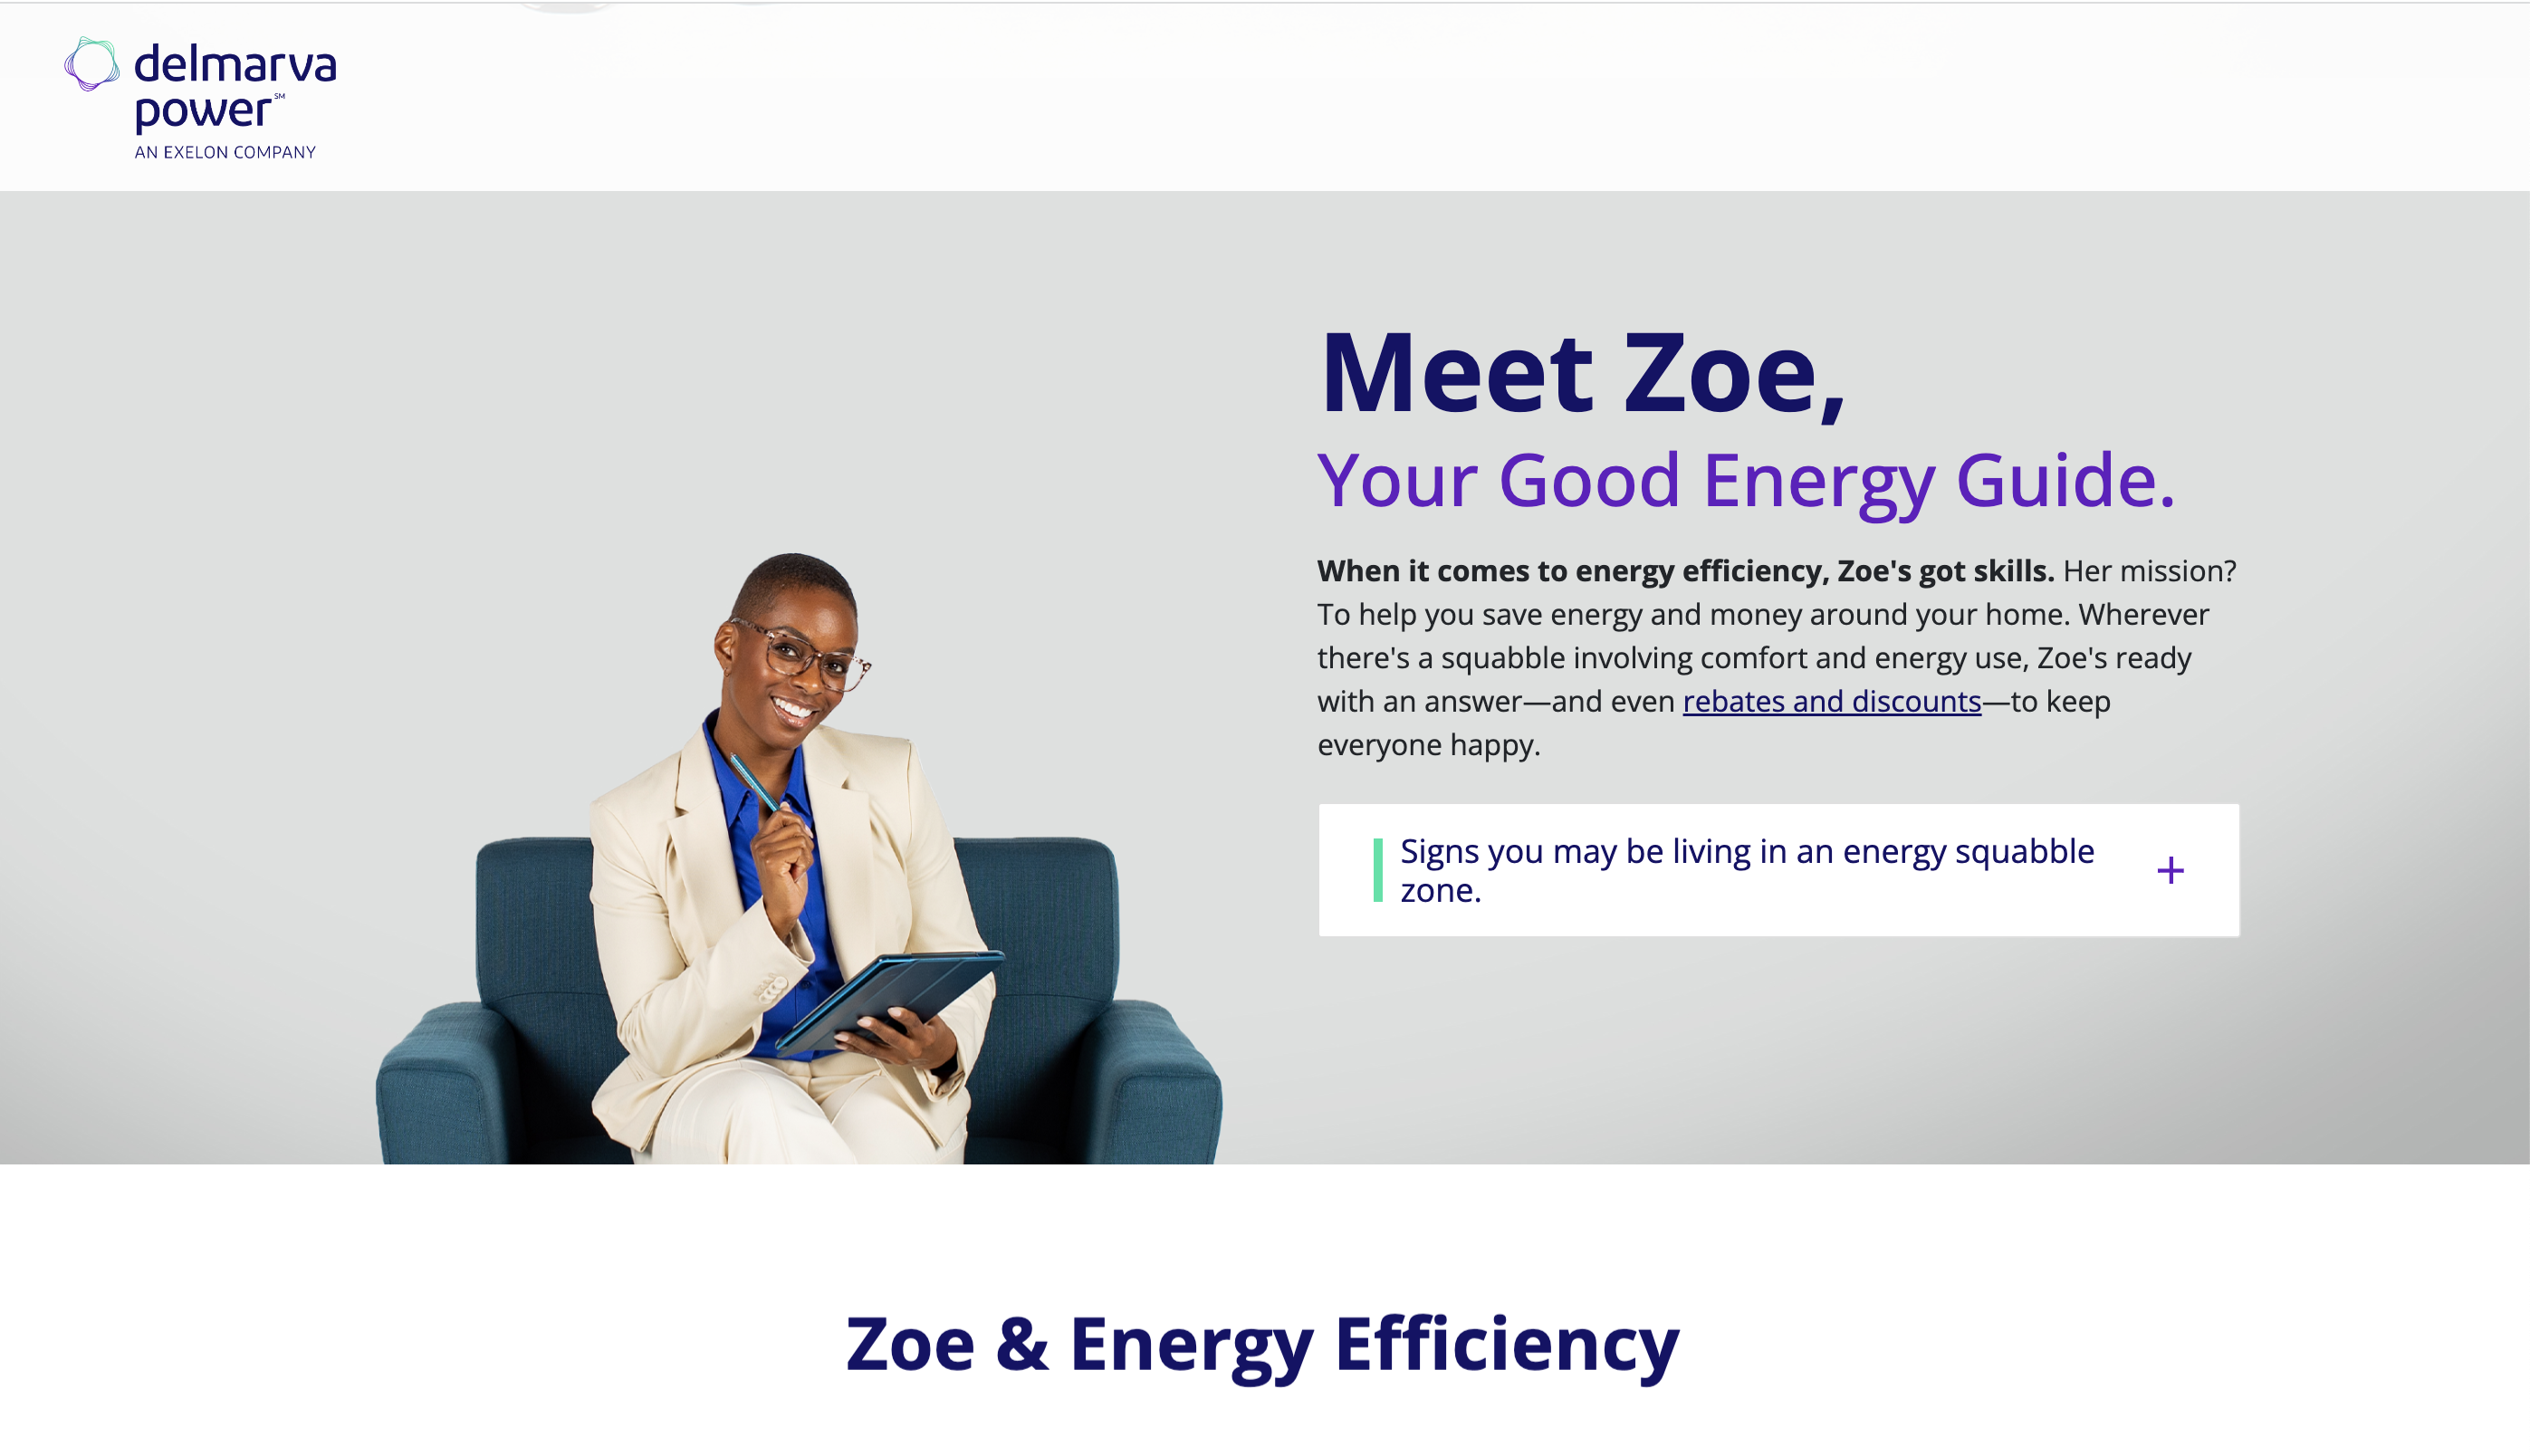 delmarva
power℠
AN EXELON COMPANY
Meet Zoe,
Your Good Energy Guide.
When it comes to energy efficiency, Zoe's got skills. Her mission?
To help you save energy and money around your home. Wherever
there's a squabble involving comfort and energy use, Zoe's ready
with an answer—and even rebates and discounts—to keep
everyone happy.
Signs you may be living in an energy squabble
zone.
+
Zoe & Energy Efficiency